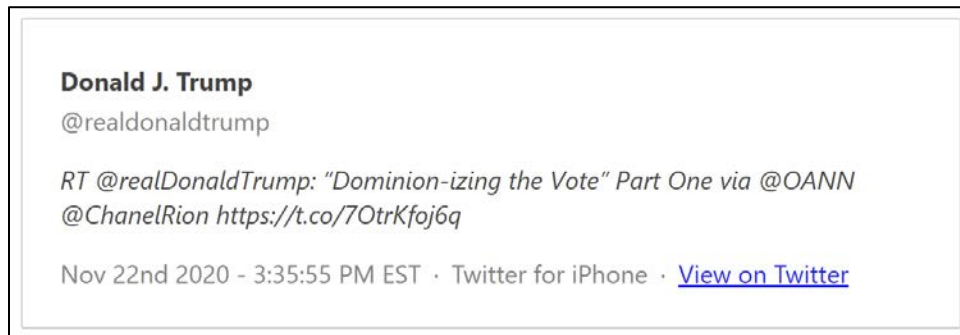 Donald J. Trump
@realdonaldtrump
RT @realDonaldTrump: “Dominion-izing the Vote” Part One via @OANN
@ChanelRion https://t.co/7OtrKfoj6q
Nov 22nd 2020 - 3:35:55 PM EST · Twitter for iPhone · View on Twitter